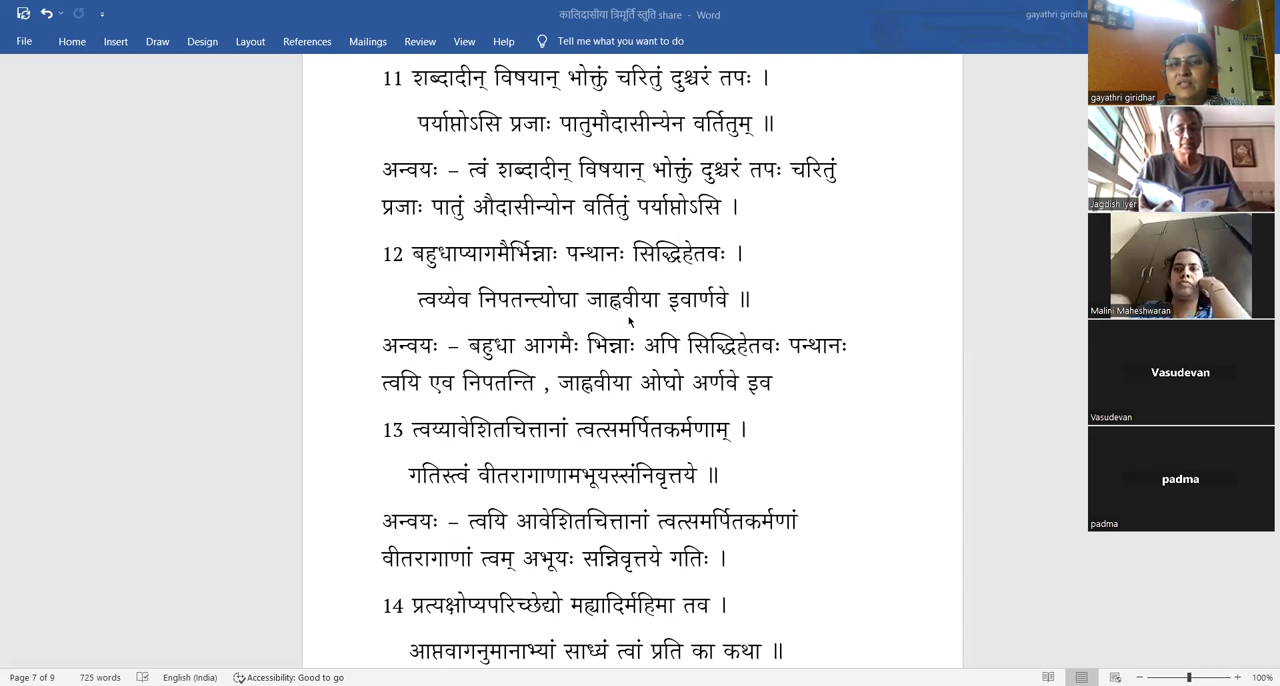 कालिदासीया त्रिमूर्ति स्तुति share - Word
gayathri giridha
File Home Insert Draw Design Layout References Mailings Review View Help Tell me what you want to do
11 शब्दादीन् विषयान् भोक्तुं चरितुं दुश्चरं तपः ।
पर्याप्तोऽसि प्रजाः पातुमौदासीन्येन वर्तितुम् ॥
अन्वयः – त्वं शब्दादीन् विषयान् भोक्तुं दुश्चरं तपः चरितुं
प्रजाः पातुं औदासीन्योन वर्तितुं पर्याप्तोऽसि ।
12 बहुधाप्यागमैर्भिन्नाः पन्थानः सिद्धिहेतवः ।
त्वय्येव निपतन्त्योघा जाह्नवीया इवार्णवे ॥
अन्वयः – बहुधा आगमैः भिन्नाः अपि सिद्धिहेतवः पन्थानः
त्वयि एव निपतन्ति , जाह्नवीया ओघो अर्णवे इव
13 त्वय्यावेशितचित्तानां त्वत्समर्पितकर्मणाम् ।
गतिस्त्वं वीतरागाणामभूयस्संनिवृत्तये ॥
अन्वयः – त्वयि आवेशितचित्तानां त्वत्समर्पितकर्मणां
वीतरागाणां त्वम् अभूयः सन्निवृत्तये गतिः ।
14 प्रत्यक्षोप्यपरिच्छेद्यो मह्यादिर्महिमा तव ।
आप्तवागनुमानाभ्यां साध्यं त्वां प्रति का कथा ॥
gayathri giridhar
Jagdish Iyer
Malini Maheshwaran
Vasudevan
Vasudevan
padma
padma
Page 7 of 9 725 words English (India) Accessibility: Good to go 100%